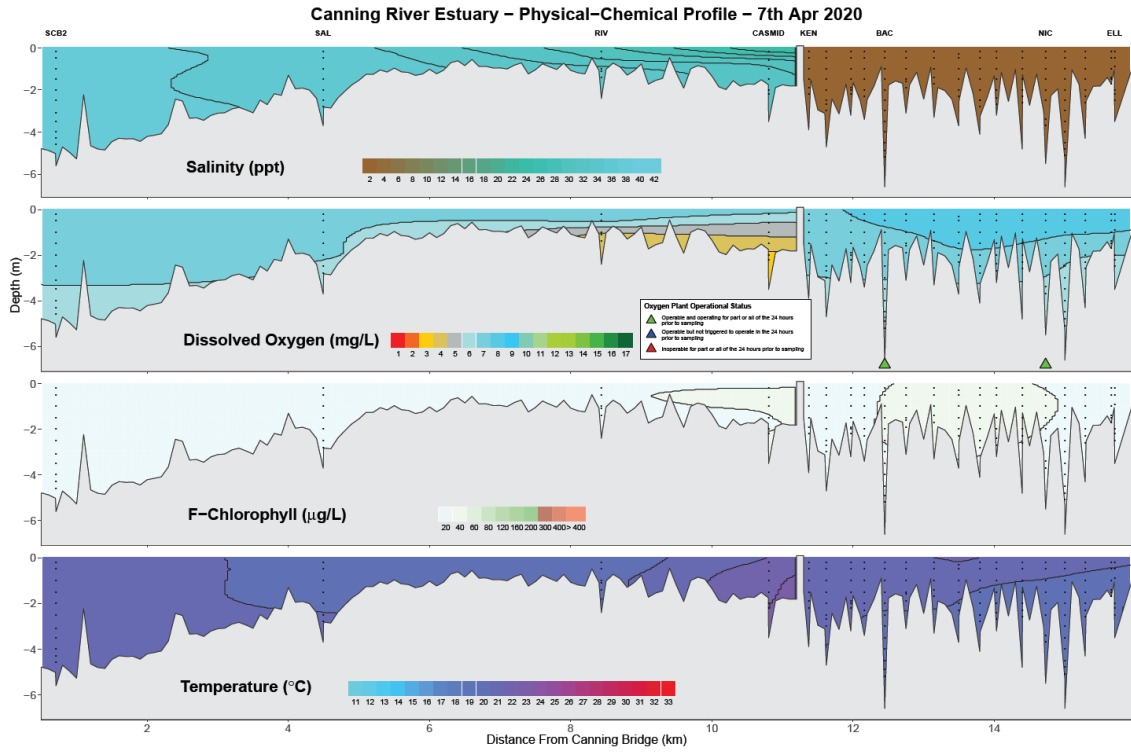 Canning River Estuary − Physical−Chemical Profile − 7th Apr 2020
SCB2 SAL RIV CASMID KEN BAC NIC ELL
0
−2
−4
−6
Salinity (ppt)
2 4 6 8 10 12 14 16 18 20 22 24 26 28 30 32 34 36 38 40 42
0
−2
−4
−6
Depth (m)
Dissolved Oxygen (mg/L)
1 2 3 4 5 6 7 8 9 10 11 12 13 14 15 16 17
Oxygen Plant Operational Status
Operable and operating for part or all of the 24 hours
prior to sampling
Operable but not triggered to operate in the 24 hours
prior to sampling
Inoperable for part or all of the 24 hours prior to sampling
0
−2
−4
−6
F−Chlorophyll (µg/L)
20 40 60 80 120 160 200 300 400 > 400
0
−2
−4
−6
Temperature (°C)
11 12 13 14 15 16 17 18 19 20 21 22 23 24 25 26 27 28 29 30 31 32 33
2 4 6 8 10 12 14
Distance From Canning Bridge (km)